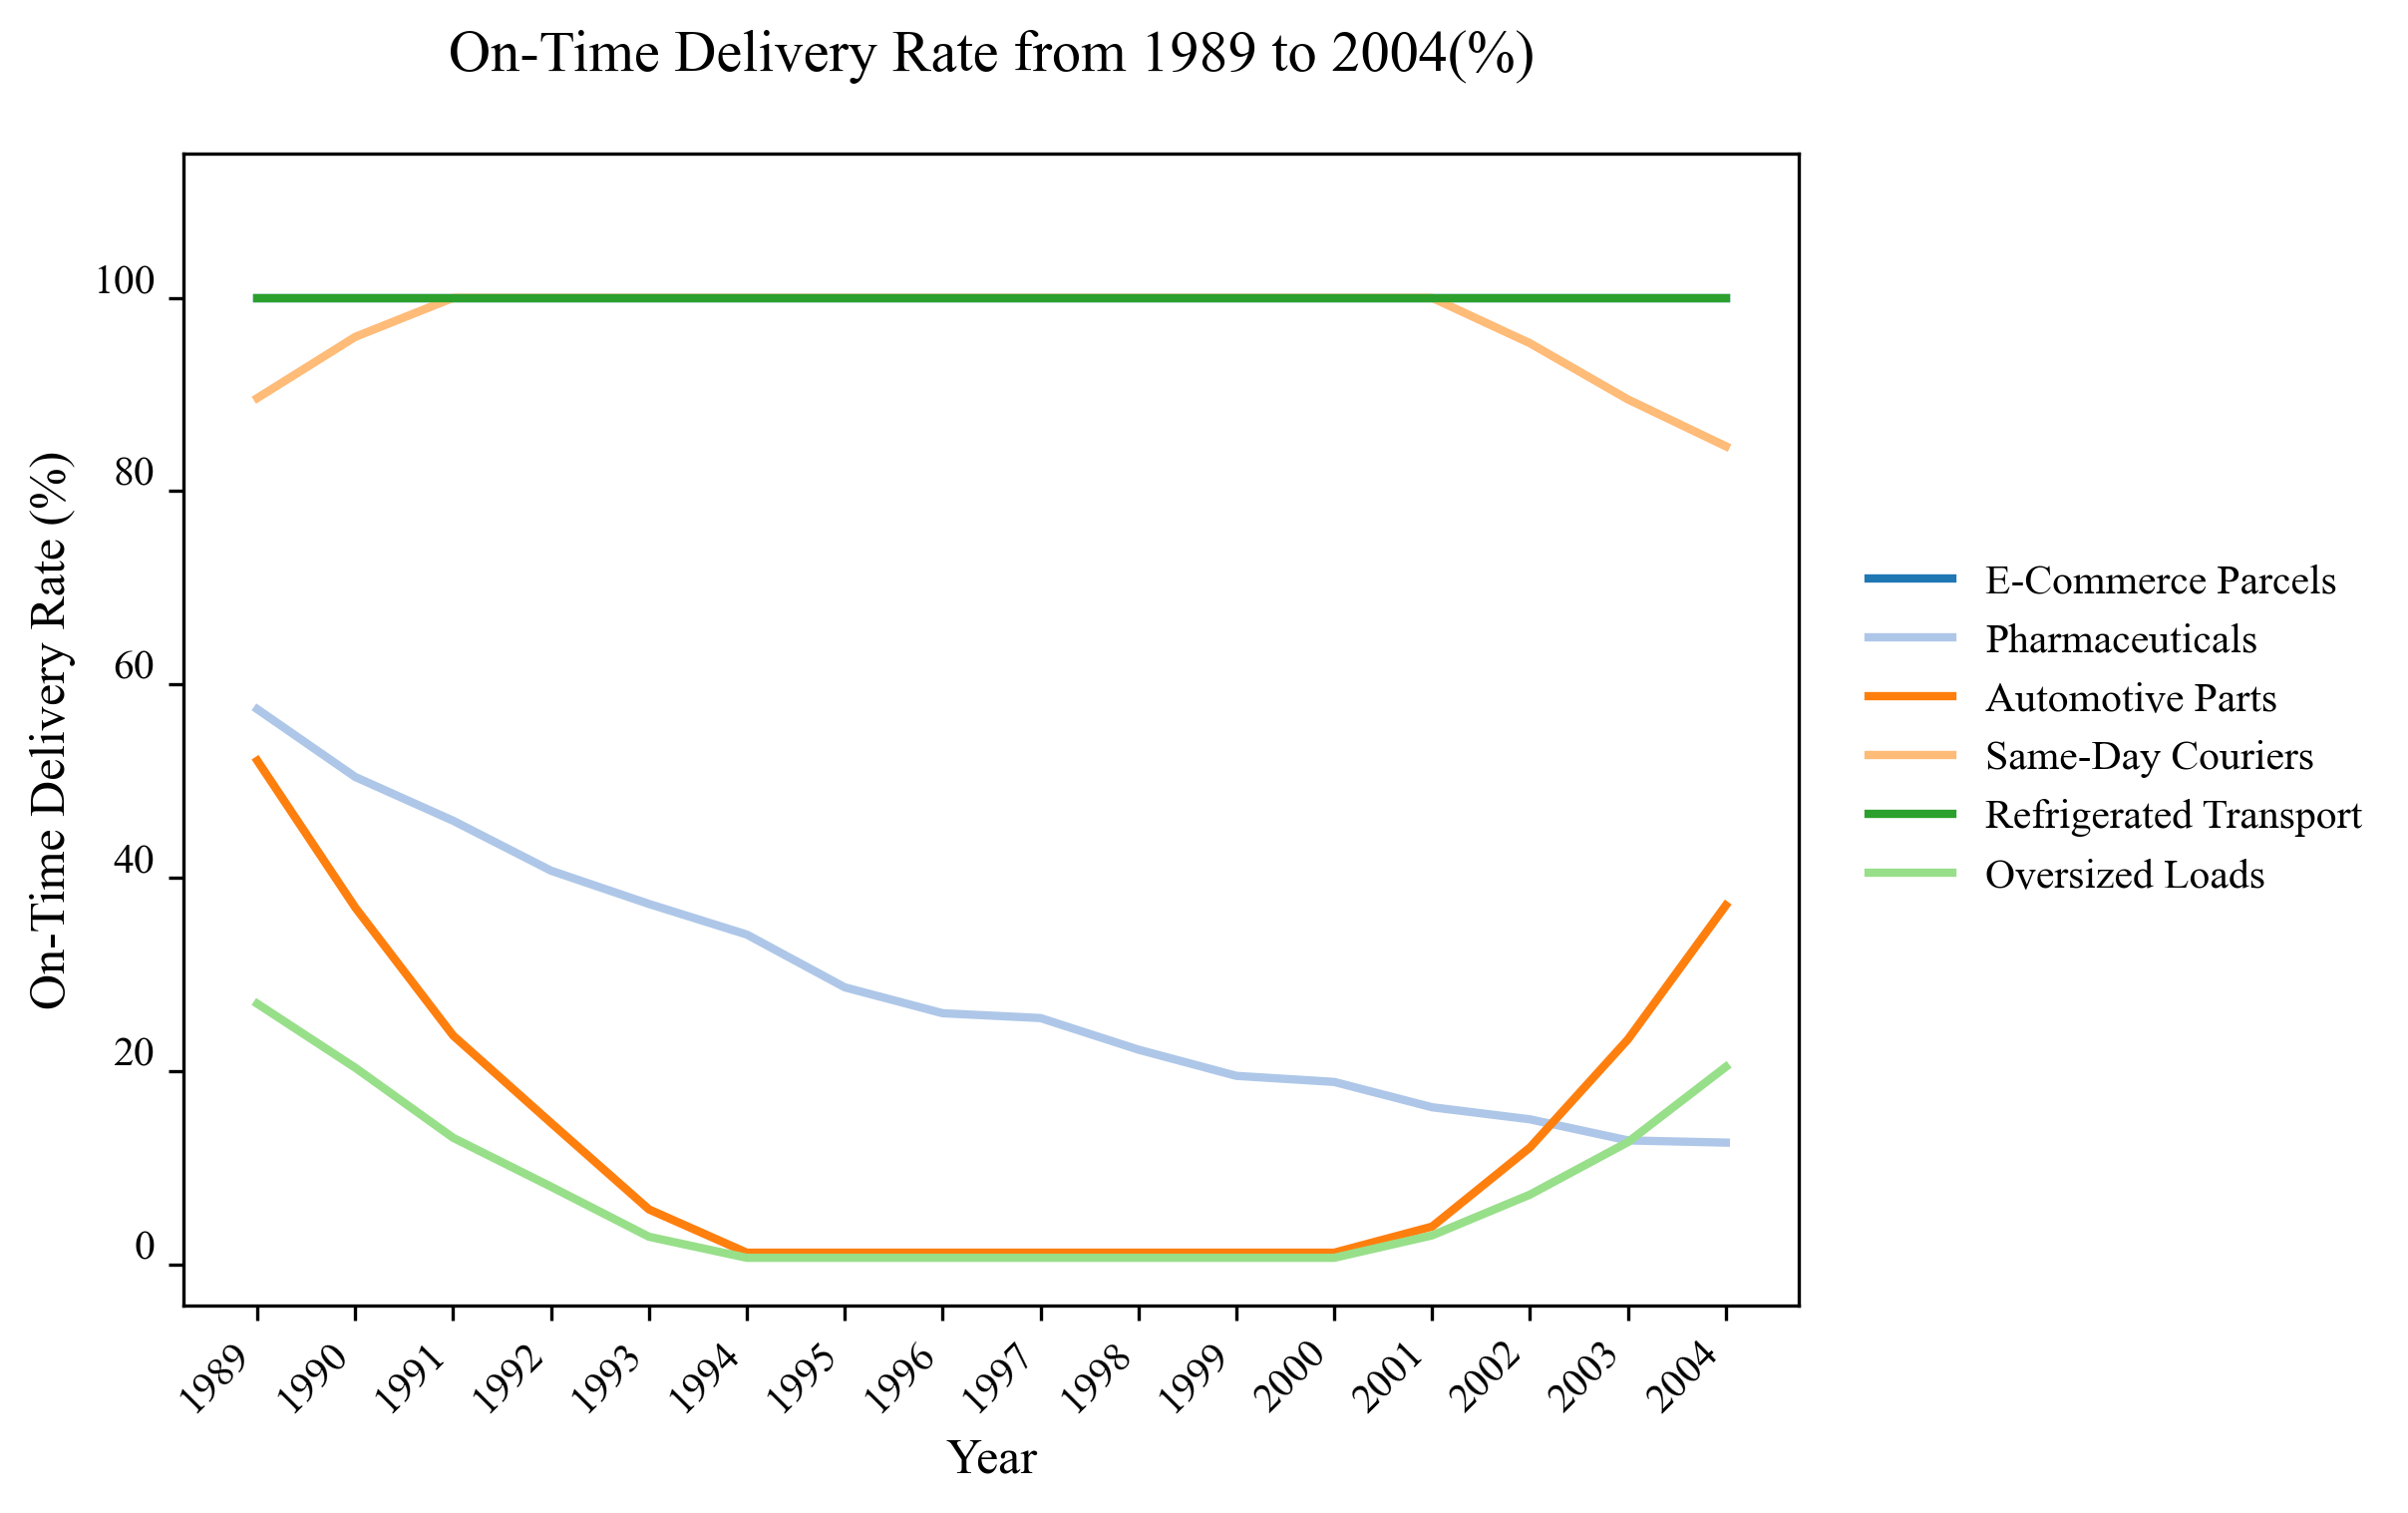 On-Time Delivery Rate from 1989 to 2004(%)
On-Time Delivery Rate (%)
100
80
60
40
20
0
1989
1990
1991
1992
1993
1994
1995
1996
1997
1998
1999
2000
2001
2002
2003
2004
Year
E-Commerce Parcels
Pharmaceuticals
Automotive Parts
Same-Day Couriers
Refrigerated Transport
Oversized Loads